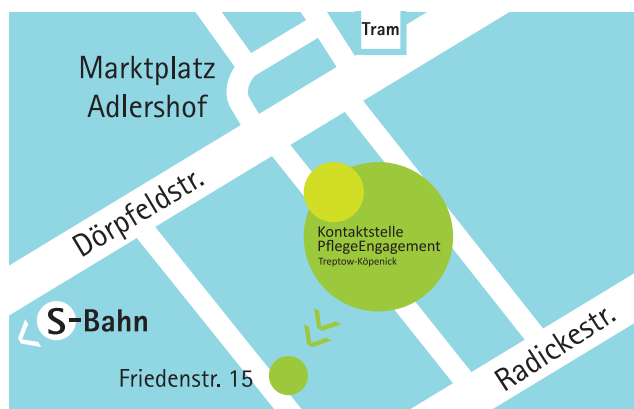 Tram
Marktplatz
Adlershof
Dörpfeldstr.
Kontaktstelle
PflegeEngagement
Treptow-Köpenick
S-Bahn
Radickestr.
Friedenstr. 15